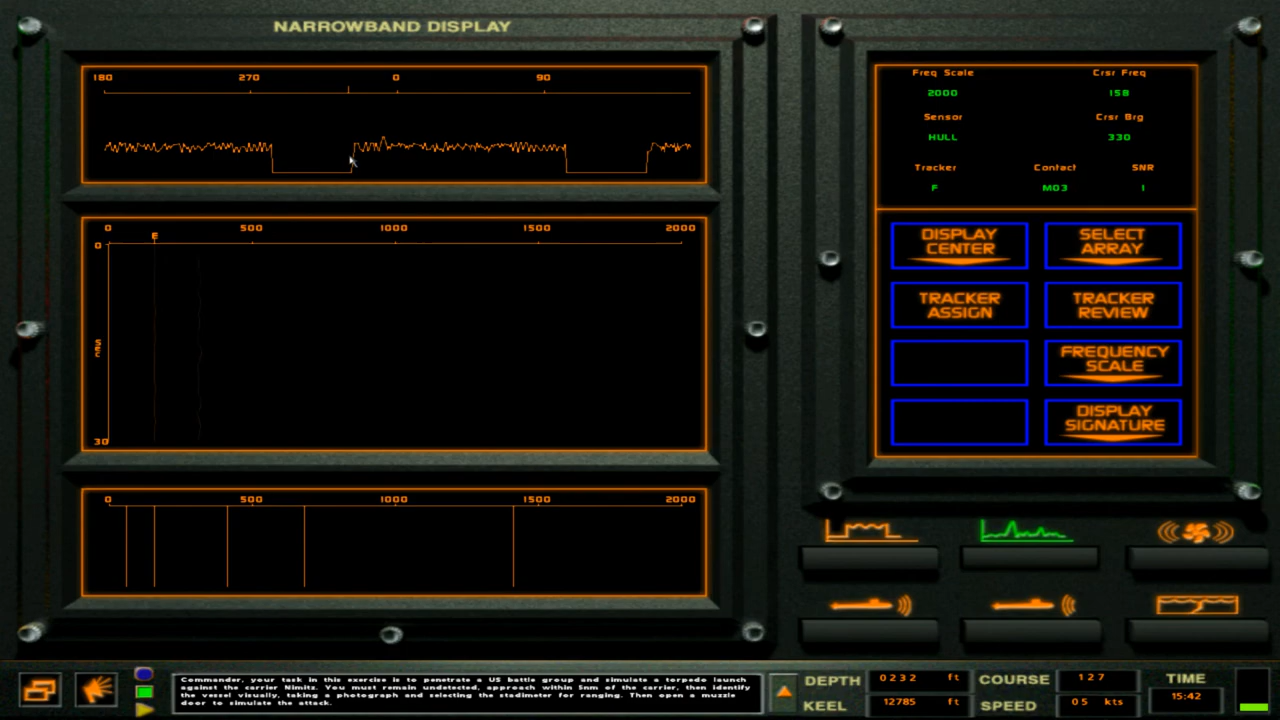 NARROWBAND DISPLAY
180 270 0 90
0 500 1000 1500 2000
E
0
Sec
30
0 500 1000 1500 2000
Freq Scale Crsr Freq
2000 158
Sensor Crsr Brg
HULL 330
Tracker Contact SNR
F M03 1
DISPLAY CENTER
SELECT ARRAY
TRACKER ASSIGN
TRACKER REVIEW
FREQUENCY SCALE
DISPLAY SIGNATURE
Commander, your task in this exercise is to penetrate a US battle group and simulate a torpedo launch
against the carrier Nimitz. You must remain undetected, approach within 5nm of the carrier, then identify
the vessel visually, taking a photograph and selecting the stadimeter for ranging. Then open a muzzle
door to simulate the attack.
DEPTH 0232 ft COURSE 127 TIME
KEEL 12785 ft SPEED 05 kts 15:42